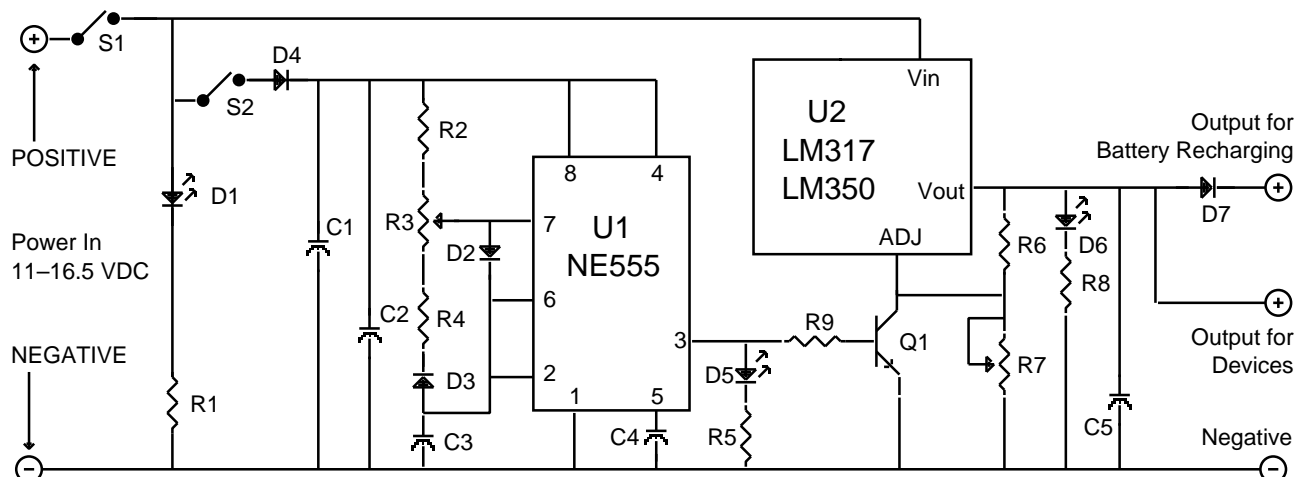 S1
D4
S2
POSITIVE
D1
Power In
11–16.5 VDC
NEGATIVE
R1
C1
C2
R2
R3
D2
R4
D3
C3
8
4
7
U1
NE555
6
2
3
1
5
C4
D5
R5
R9
Q1
Vin
U2
LM317
LM350
Vout
ADJ
R6
R7
D6
R8
C5
D7
Output for
Battery Recharging
Output for
Devices
Negative